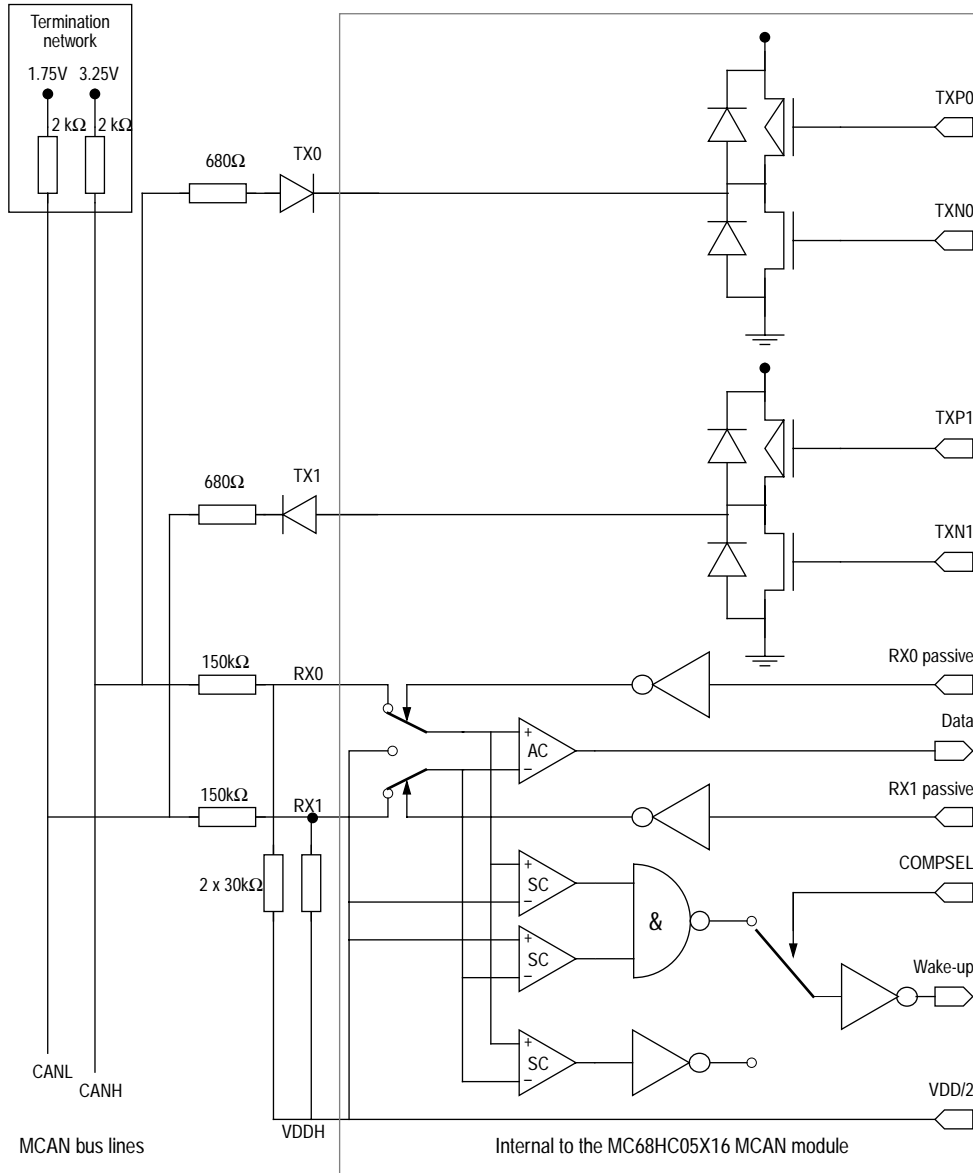 Termination
network
1.75V 3.25V
2 kΩ 2 kΩ
TXP0
680Ω
TX0
TXN0
TXP1
680Ω
TX1
TXN1
150kΩ
RX0
RX0 passive
+
AC
−
Data
150kΩ
RX1
RX1 passive
2 x 30kΩ
+
SC
−
COMPSEL
&
+
SC
−
Wake-up
+
SC
−
CANL
CANH
VDD/2
VDDH
MCAN bus lines
Internal to the MC68HC05X16 MCAN module